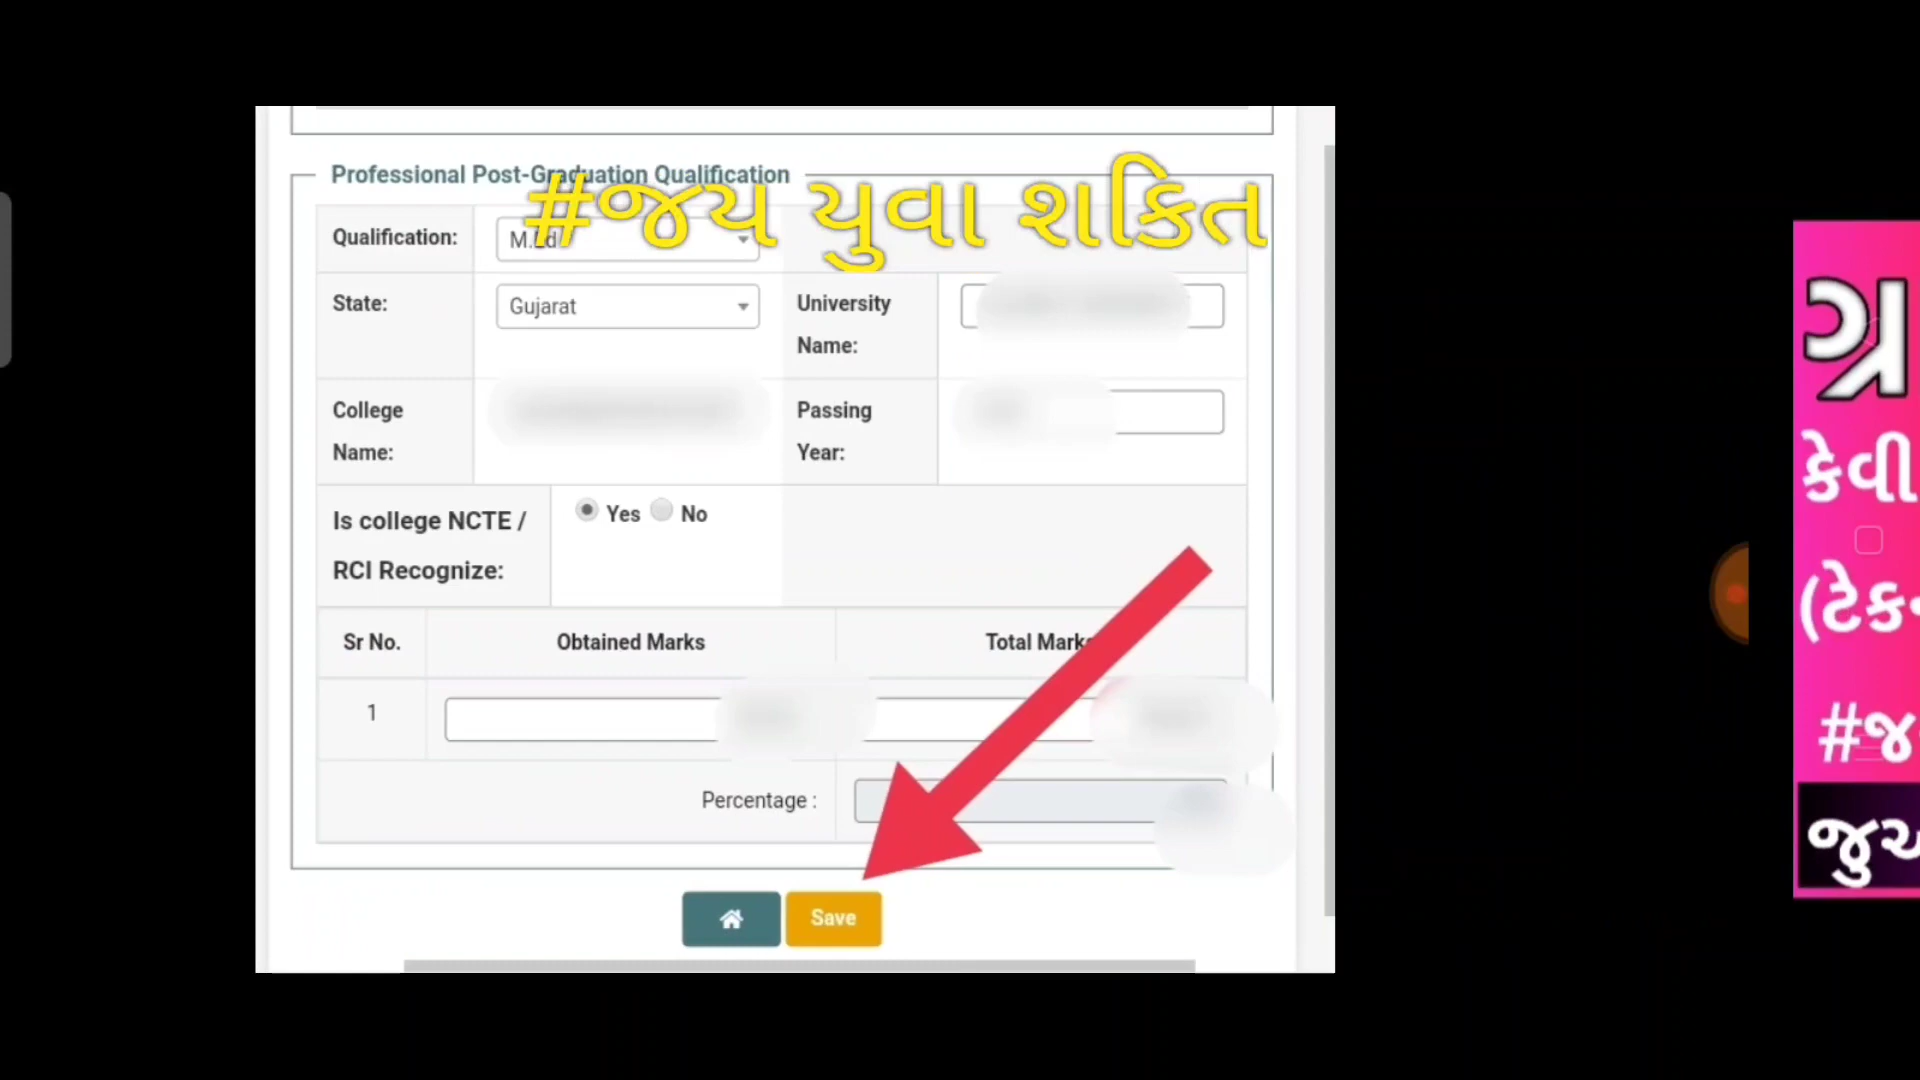 Professional Post-Graduation Qualification
#જય યુવા શકિત
Qualification:
M.Ed
State:
Gujarat
University
Name:
College
Name:
Passing
Year:
Is college NCTE /
RCI Recognize:
Yes
No
Sr No.
Obtained Marks
Total Marks
1
Percentage :
Save
કેવી